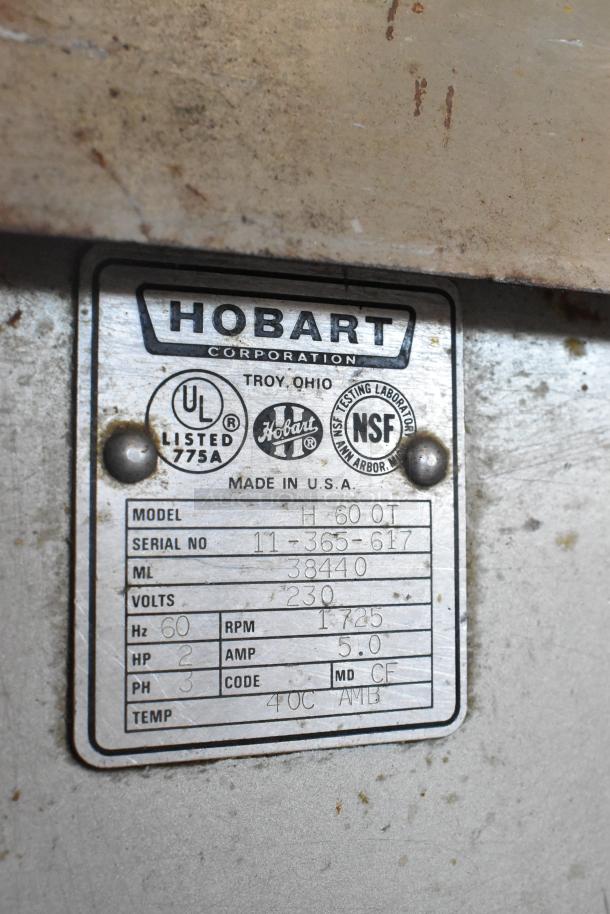 HOBART
CORPORATION
TROY, OHIO
UL ®
LISTED
775A
Hobart ®
NSF TESTING LABORATORY
NSF
ANN ARBOR,
MADE IN U.S.A.
MODEL H 600T
SERIAL NO 11-365-617
ML 38440
VOLTS 230
Hz 60 RPM 1725
HP 2 AMP 5.0
PH 3 CODE MD CF
TEMP 40C AMB